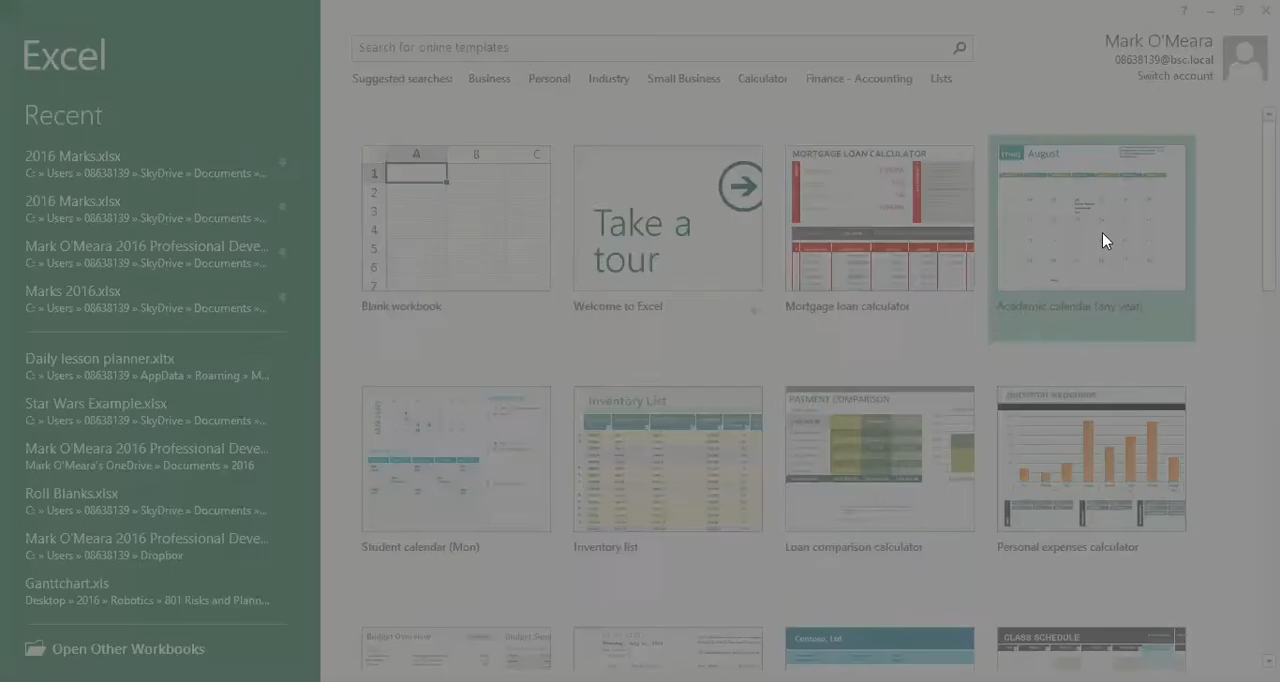 Excel
Recent
2016 Marks.xlsx
C: » Users » 08638139 » SkyDrive » Documents »...
2016 Marks.xlsx
C: » Users » 08638139 » SkyDrive » Documents »...
Mark O'Meara 2016 Professional Deve...
C: » Users » 08638139 » SkyDrive » Documents »...
Marks 2016.xlsx
C: » Users » 08638139 » SkyDrive » Documents »...
Daily lesson planner.xltx
C: » Users » 08638139 » AppData » Roaming » M...
Star Wars Example.xlsx
C: » Users » 08638139 » SkyDrive » Documents »...
Mark O'Meara 2016 Professional Deve...
Mark O'Meara's OneDrive » Documents » 2016
Roll Blanks.xlsx
C: » Users » 08638139 » SkyDrive » Documents »...
Mark O'Meara 2016 Professional Deve...
C: » Users » 08638139 » Dropbox
Ganttchart.xls
Desktop » 2016 » Robotics » 801 Risks and Plann...
Open Other Workbooks
?
Search for online templates
Suggested searches: Business Personal Industry Small Business Calculator Finance - Accounting Lists
Mark O'Meara
08638139@bsc.local
Switch account
A B C
1
2
3
4
5
6
7
Blank workbook
Take a
tour
Welcome to Excel
MORTGAGE LOAN CALCULATOR
Mortgage loan calculator
August
Academic calendar (any year)
Student calendar (Mon)
Inventory List
Inventory list
PAYMENT COMPARISON
Loan comparison calculator
personal expenses
Personal expenses calculator
Budget Overview
Contoso, Ltd
CLASS SCHEDULE